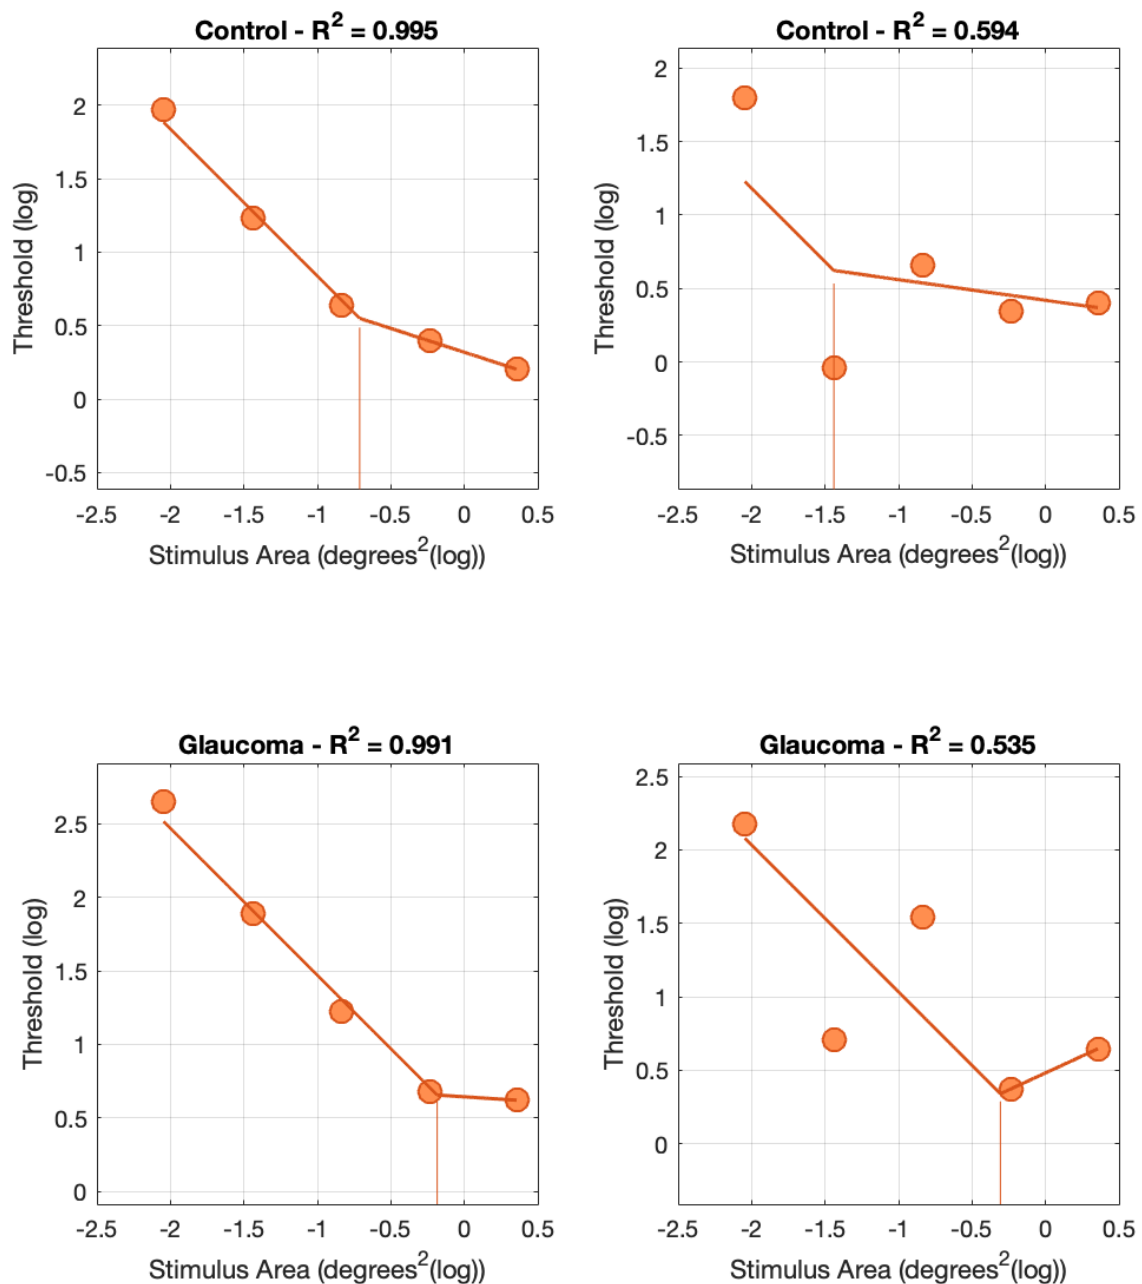 Control - R² = 0.995
Threshold (log)
2
1.5
1
0.5
0
-0.5
-2.5 -2 -1.5 -1 -0.5 0 0.5
Stimulus Area (degrees²(log))
Control - R² = 0.594
Threshold (log)
2
1.5
1
0.5
0
-0.5
-2.5 -2 -1.5 -1 -0.5 0 0.5
Stimulus Area (degrees²(log))
Glaucoma - R² = 0.991
Threshold (log)
2.5
2
1.5
1
0.5
0
-2.5 -2 -1.5 -1 -0.5 0 0.5
Stimulus Area (degrees²(log))
Glaucoma - R² = 0.535
Threshold (log)
2.5
2
1.5
1
0.5
0
-2.5 -2 -1.5 -1 -0.5 0 0.5
Stimulus Area (degrees²(log))